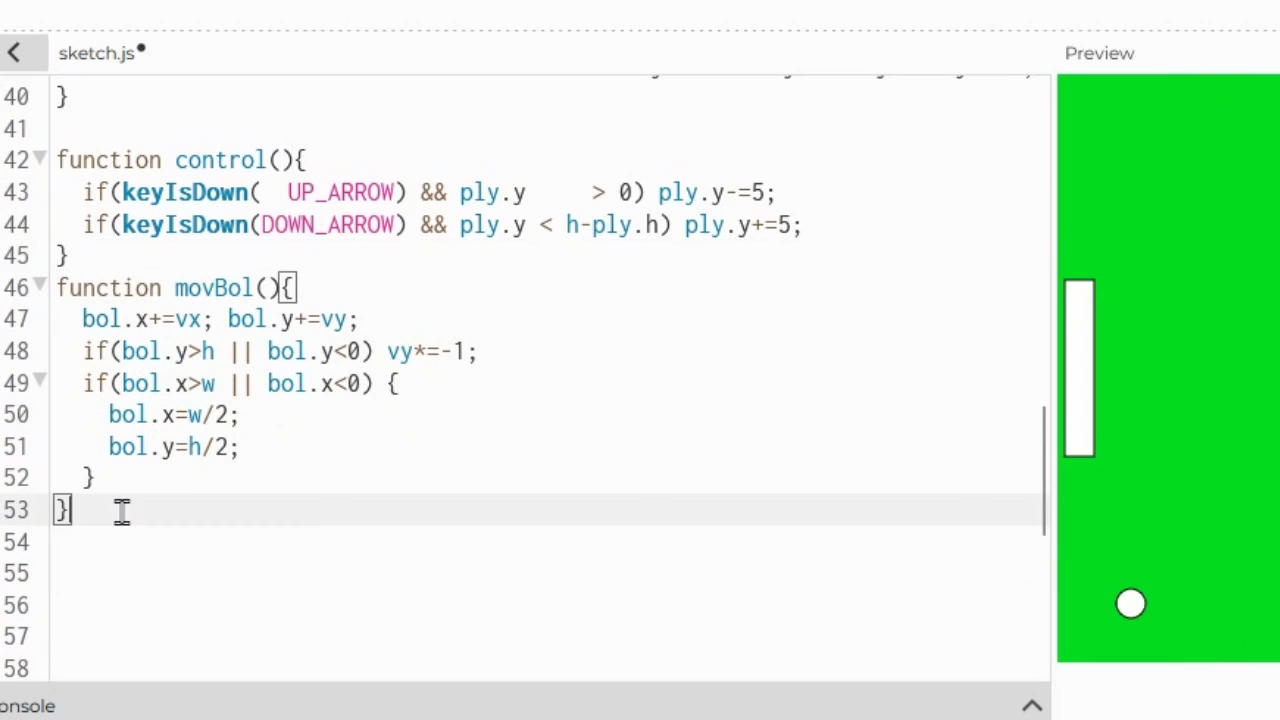 sketch.js●
Preview
40 }
41
42 function control(){
43   if(keyIsDown(  UP_ARROW) && ply.y     > 0) ply.y-=5;
44   if(keyIsDown(DOWN_ARROW) && ply.y < h-ply.h) ply.y+=5;
45 }
46 function movBol(){
47   bol.x+=vx; bol.y+=vy;
48   if(bol.y>h || bol.y<0) vy*=-1;
49   if(bol.x>w || bol.x<0) {
50     bol.x=w/2;
51     bol.y=h/2;
52   }
53 }
54
55
56
57
58
onsole